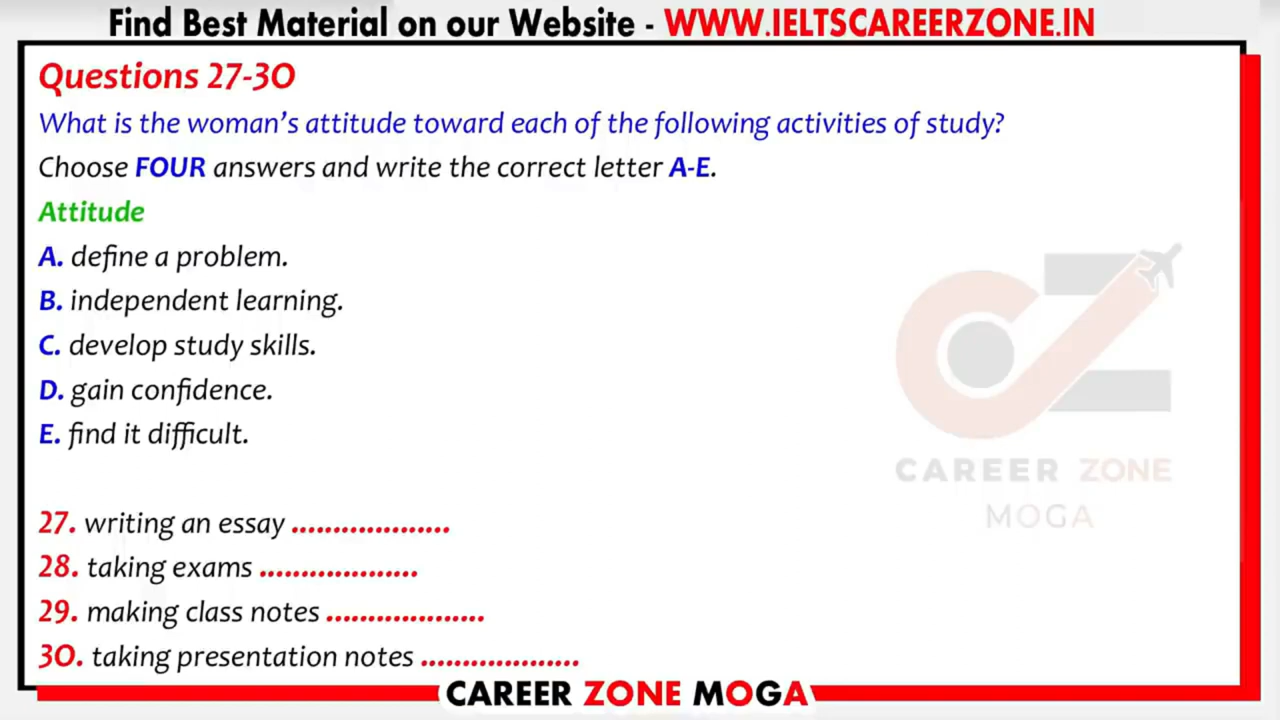 Find Best Material on our Website - WWW.IELTSCAREERZONE.IN
Questions 27-30
What is the woman's attitude toward each of the following activities of study?
Choose FOUR answers and write the correct letter A-E.
Attitude
A. define a problem.
B. independent learning.
C. develop study skills.
D. gain confidence.
E. find it difficult.
CAREER ZONE
MOGA
27. writing an essay ...................
28. taking exams ...................
29. making class notes ...................
30. taking presentation notes ...................
CAREER ZONE MOGA